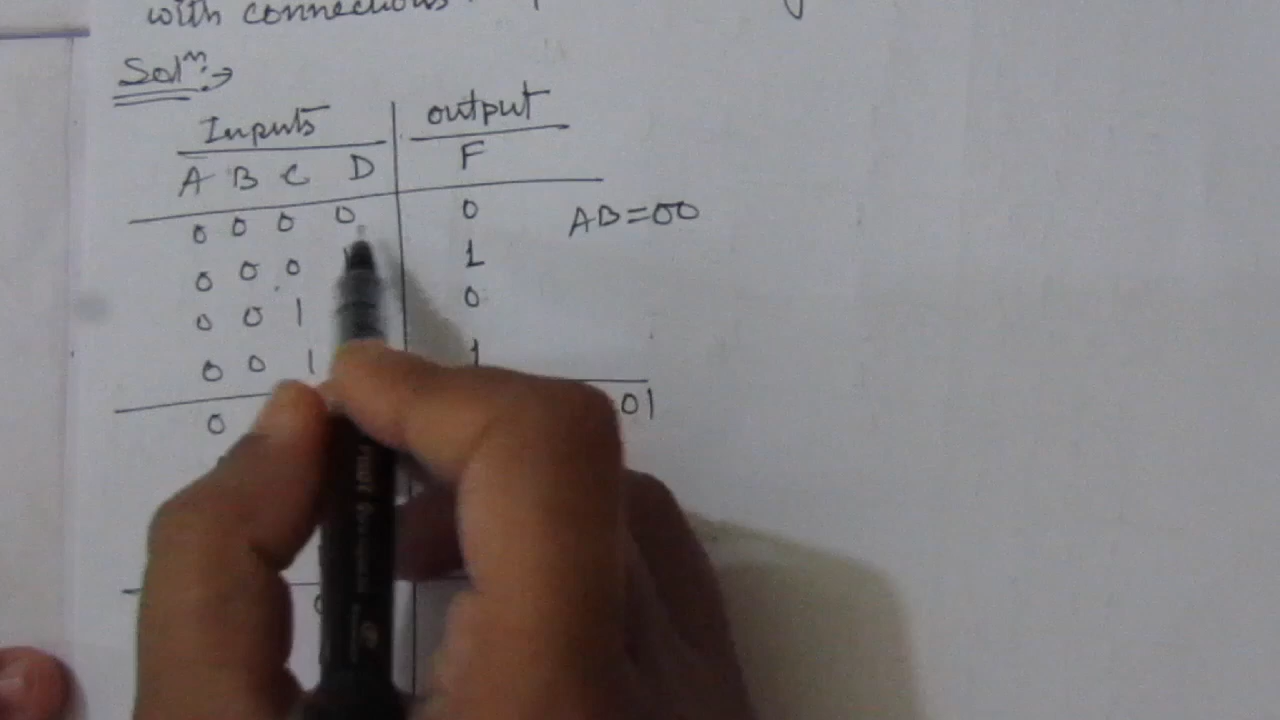 with connections
Solⁿ:→
Inputs output
A B C D F
0 0 0 0 0 AB=00
0 0 0 1
0 0 1 0
0 0 1 1
0 01